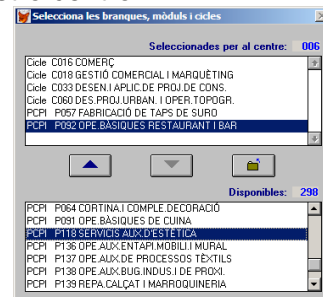 Selecciona les branques, mòduls i cicles
Seleccionades per al centre: 006
Cicle C016 COMERÇ
Cicle C018 GESTIÓ COMERCIAL I MARQUÈTING
Cicle C033 DESEN.I APLIC.DE PROJ.DE CONS.
Cicle C060 DES.PROJ.URBAN. I OPER.TOPOGR.
PCPI P057 FABRICACIÓ DE TAPS DE SURO
PCPI P092 OPE.BÀSIQUES RESTAURANT I BAR
Disponibles: 298
PCPI P064 CORTINA.I COMPLE.DECORACIÓ
PCPI P091 OPE.BÀSIQUES DE CUINA
PCPI P118 SERVICIS AUX.D'ESTÈTICA
PCPI P136 OPE.AUX.ENTAPI.MOBILI.I MURAL
PCPI P137 OPE.AUX.DE PROCESSOS TÈXTILS
PCPI P138 OPE.AUX.BUG.INDUS.I DE PROXI.
PCPI P139 REPA.CALÇAT I MARROQUINERIA